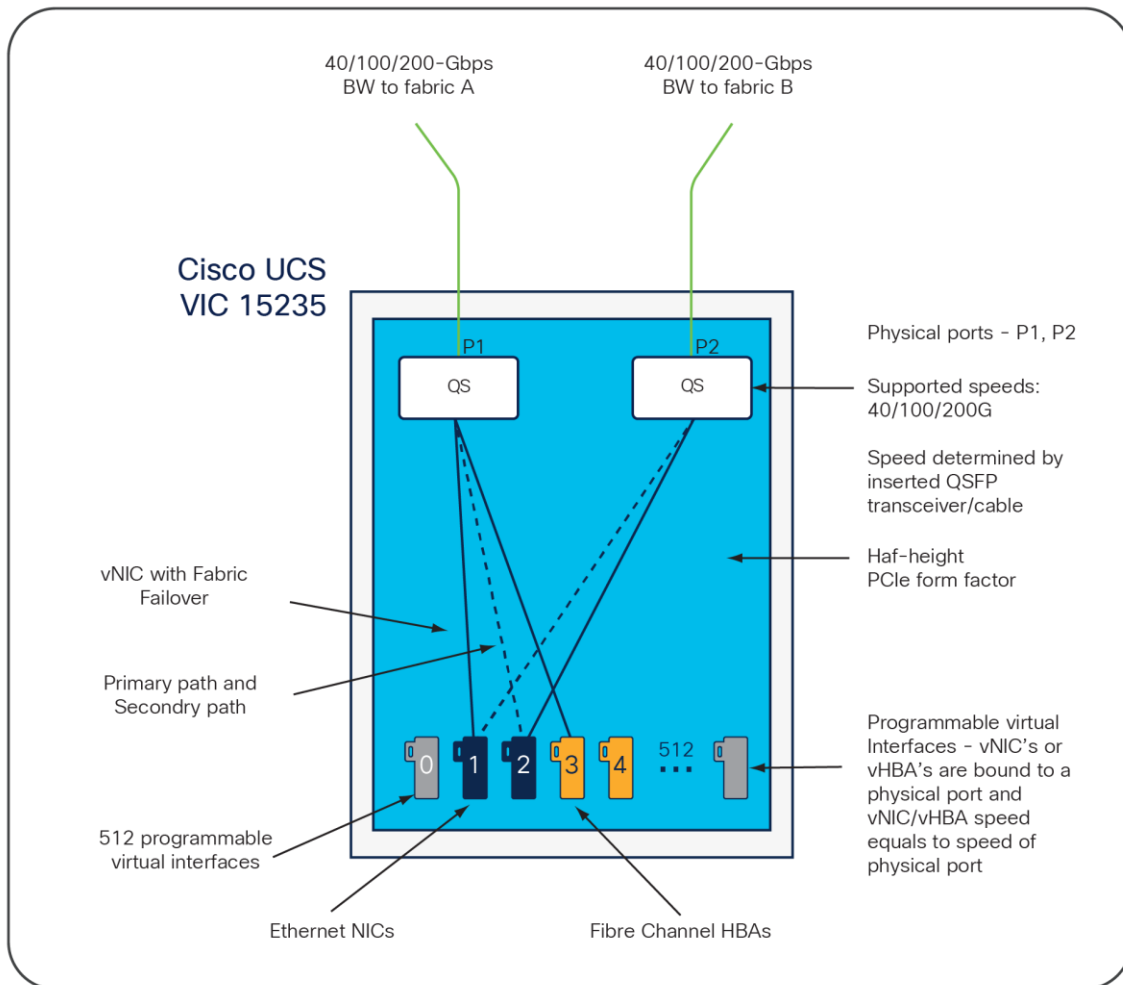 40/100/200-Gbps
BW to fabric A
40/100/200-Gbps
BW to fabric B
Cisco UCS
VIC 15235
P1
P2
QS
QS
Physical ports - P1, P2
Supported speeds:
40/100/200G
Speed determined by
inserted QSFP
transceiver/cable
Haf-height
PCIe form factor
vNIC with Fabric
Failover
Primary path and
Secondry path
0
1
2
3
4
512
...
Programmable virtual
Interfaces - vNIC's or
vHBA's are bound to a
physical port and
vNIC/vHBA speed
equals to speed of
physical port
512 programmable
virtual interfaces
Ethernet NICs
Fibre Channel HBAs